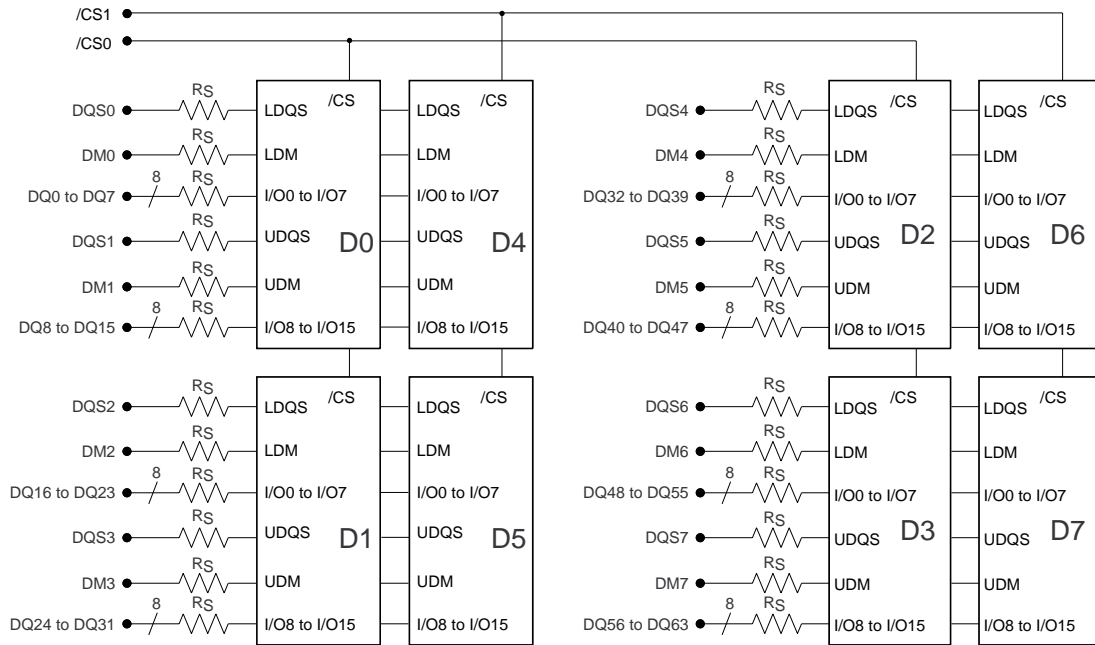 /CS1
/CS0
RS /CS /CS RS /CS /CS
DQS0 LDQS LDQS DQS4 LDQS LDQS
RS RS
DM0 LDM LDM DM4 LDM LDM
8 RS 8 RS
DQ0 to DQ7 I/O0 to I/O7 I/O0 to I/O7 DQ32 to DQ39 I/O0 to I/O7 I/O0 to I/O7
RS RS
DQS1 UDQS D0 UDQS D4 DQS5 UDQS D2 UDQS D6
RS RS
DM1 UDM UDM DM5 UDM UDM
8 RS 8 RS
DQ8 to DQ15 I/O8 to I/O15 I/O8 to I/O15 DQ40 to DQ47 I/O8 to I/O15 I/O8 to I/O15
RS /CS /CS RS /CS /CS
DQS2 LDQS LDQS DQS6 LDQS LDQS
RS RS
DM2 LDM LDM DM6 LDM LDM
8 RS 8 RS
DQ16 to DQ23 I/O0 to I/O7 I/O0 to I/O7 DQ48 to DQ55 I/O0 to I/O7 I/O0 to I/O7
RS RS
DQS3 UDQS D1 UDQS D5 DQS7 UDQS D3 UDQS D7
RS RS
DM3 UDM UDM DM7 UDM UDM
8 RS 8 RS
DQ24 to DQ31 I/O8 to I/O15 I/O8 to I/O15 DQ56 to DQ63 I/O8 to I/O15 I/O8 to I/O15